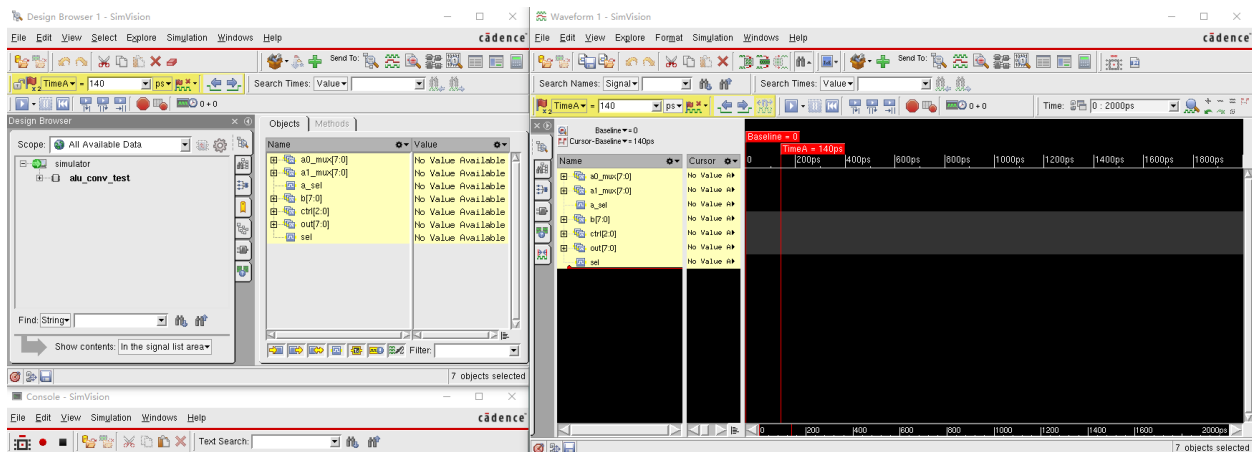 Design Browser 1 - SimVision
File Edit View Select Explore Simulation Windows Help
cādence
Send To:
TimeA = 140 ps
Search Times: Value
0 + 0
Design Browser
Scope: All Available Data
simulator
alu_conv_test
Find: String
Show contents: In the signal list area
Objects Methods
Name Value
a0_mux[7:0] No Value Available
a1_mux[7:0] No Value Available
a_sel No Value Available
b[7:0] No Value Available
ctrl[2:0] No Value Available
out[7:0] No Value Available
sel No Value Available
Filter:
7 objects selected
Console - SimVision
File Edit View Simulation Windows Help
cādence
Text Search:
Waveform 1 - SimVision
File Edit View Explore Format Simulation Windows Help
cādence
Send To:
Search Names: Signal
Search Times: Value
TimeA = 140 ps
0 + 0
Time: 0 : 2000ps
Baseline = 0
Cursor-Baseline = 140ps
Name Cursor
a0_mux[7:0] No Value A
a1_mux[7:0] No Value A
a_sel No Value A
b[7:0] No Value A
ctrl[2:0] No Value A
out[7:0] No Value A
sel No Value A
Baseline = 0
TimeA = 140ps
0 200ps 400ps 600ps 800ps 1000ps 1200ps 1400ps 1600ps 1800ps
0 200 400 600 800 1000 1200 1400 1600 2000ps
7 objects selected